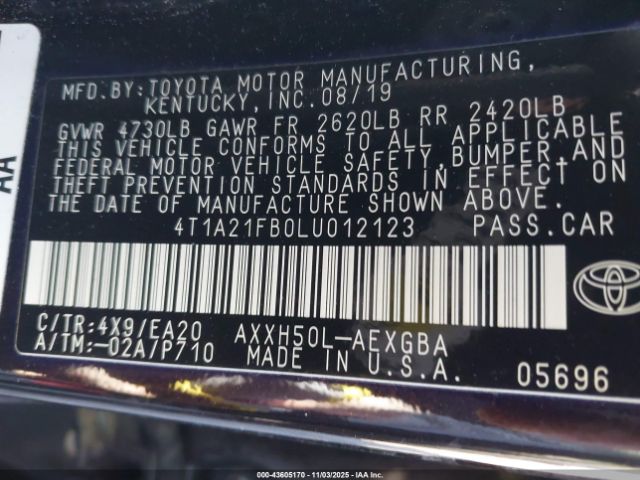 MFD.BY:TOYOTA MOTOR MANUFACTURING,
KENTUCKY,INC.08/19
GVWR 4730LB GAWR FR 2620LB RR 2420LB
THIS VEHICLE CONFORMS TO ALL APPLICABLE
FEDERAL MOTOR VEHICLE SAFETY,BUMPER,AND
THEFT PREVENTION STANDARDS IN EFFECT ON
THE DATE OF MANUFACTURE SHOWN ABOVE.
4T1A21FB0LU012123 PASS.CAR
C/TR:4X9/EA20 AXXH50L-AEXGBA
A/TM:-02A/P710 MADE IN U.S.A. 05696
AA
000-43605170 — 11/03/2025 — IAAI